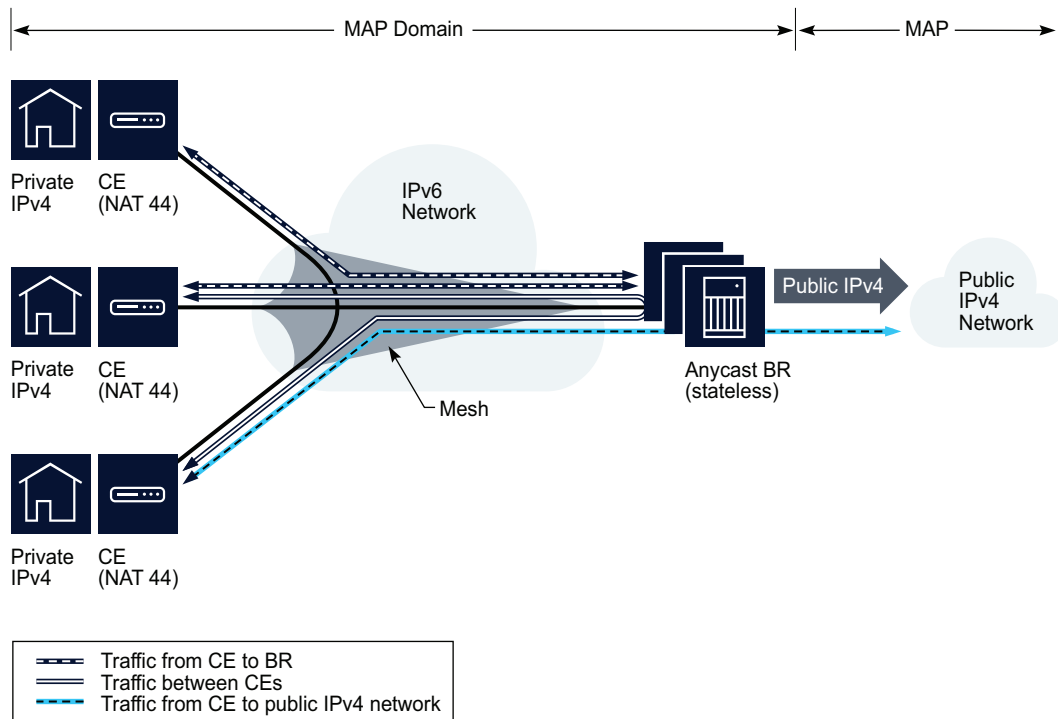 MAP Domain
MAP
Private
IPv4
CE
(NAT 44)
IPv6
Network
Private
IPv4
CE
(NAT 44)
Public IPv4
Public
IPv4
Network
Anycast BR
(stateless)
Mesh
Private
IPv4
CE
(NAT 44)
Traffic from CE to BR
Traffic between CEs
Traffic from CE to public IPv4 network